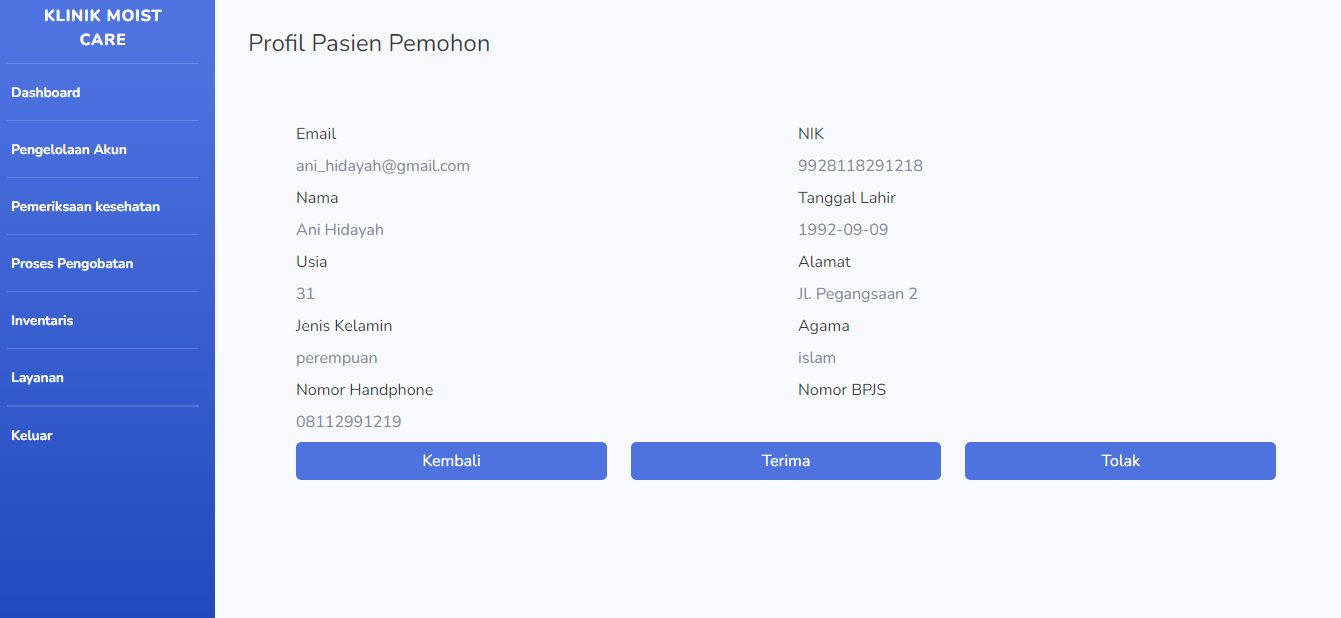 KLINIK MOIST
CARE
Dashboard
Pengelolaan Akun
Pemeriksaan kesehatan
Proses Pengobatan
Inventaris
Layanan
Keluar
Profil Pasien Pemohon
Email
ani_hidayah@gmail.com
Nama
Ani Hidayah
Usia
31
Jenis Kelamin
perempuan
Nomor Handphone
08112991219
NIK
9928118291218
Tanggal Lahir
1992-09-09
Alamat
Jl. Pegangsaan 2
Agama
islam
Nomor BPJS
Kembali
Terima
Tolak